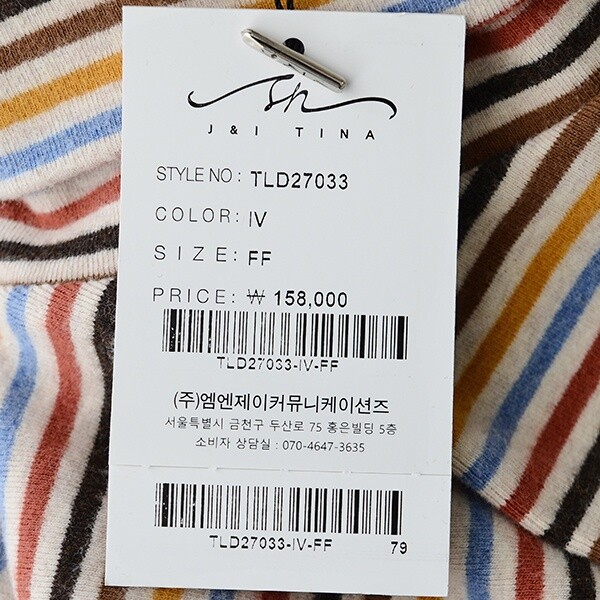 J & I TINA
STYLE NO: TLD27033
COLOR: IV
SIZE: FF
PRICE: ₩ 158,000
TLD27033-IV-FF
(주)엠엔제이커뮤니케이션즈
서울특별시 금천구 두산로 75 홍은빌딩 5층
소비자 상담실 : 070-4647-3635
TLD27033-IV-FF 79